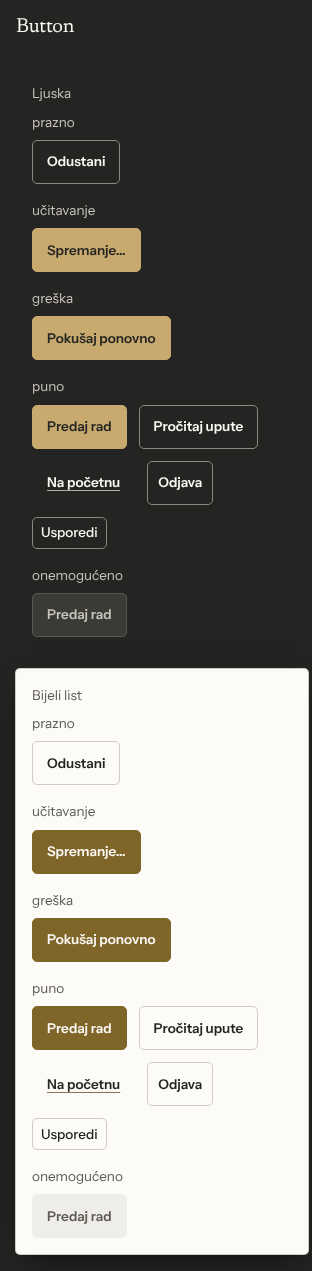 Button
Ljuska
prazno
Odustani
učitavanje
Spremanje...
greška
Pokušaj ponovno
puno
Predaj rad Pročitaj upute
Na početnu Odjava
Usporedi
onemogućeno
Predaj rad
Bijeli list
prazno
Odustani
učitavanje
Spremanje...
greška
Pokušaj ponovno
puno
Predaj rad Pročitaj upute
Na početnu Odjava
Usporedi
onemogućeno
Predaj rad